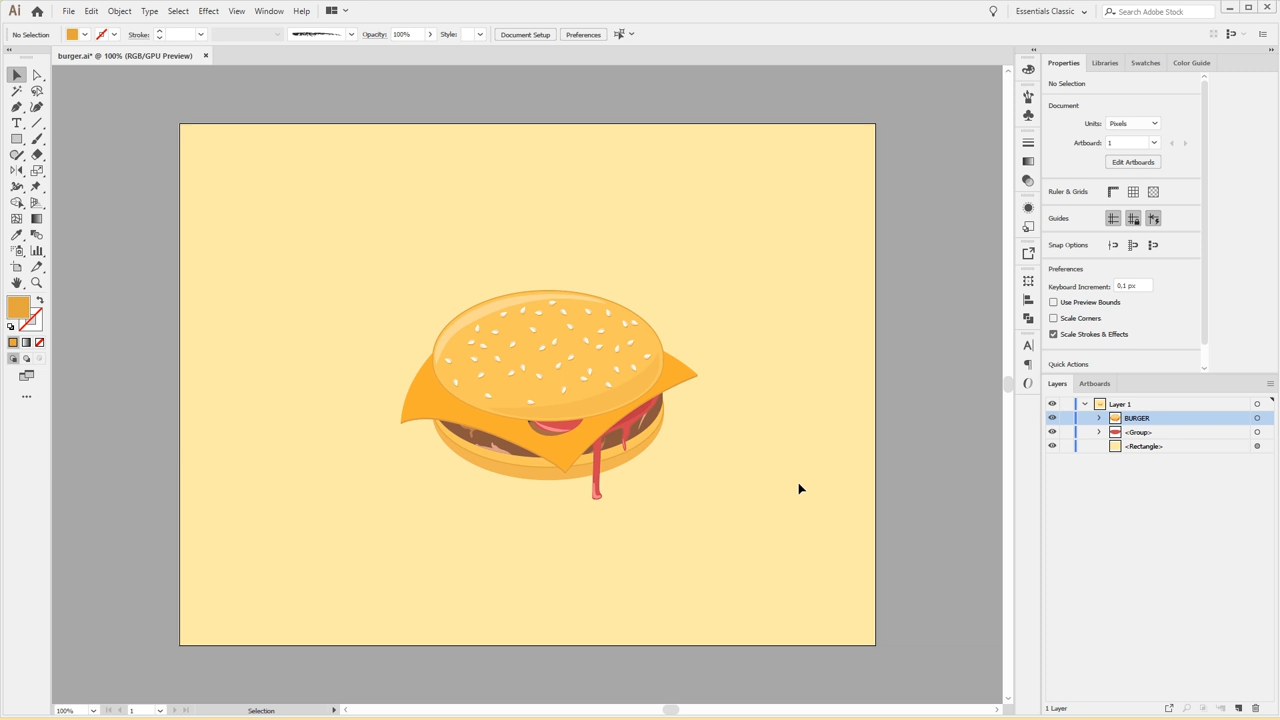 Ai File Edit Object Type Select Effect View Window Help Essentials Classic Search Adobe Stock
No Selection Stroke: Opacity: 100% Style: Document Setup Preferences
burger.ai* @ 100% (RGB/GPU Preview)
Properties Libraries Swatches Color Guide
No Selection
Document
Units: Pixels
Artboard: 1
Edit Artboards
Ruler & Grids
Guides
Snap Options
Preferences
Keyboard Increment: 0,1 px
Use Preview Bounds
Scale Corners
Scale Strokes & Effects
Quick Actions
Layers Artboards
Layer 1
BURGER
<Group>
<Rectangle>
100% 1 Selection
1 Layer